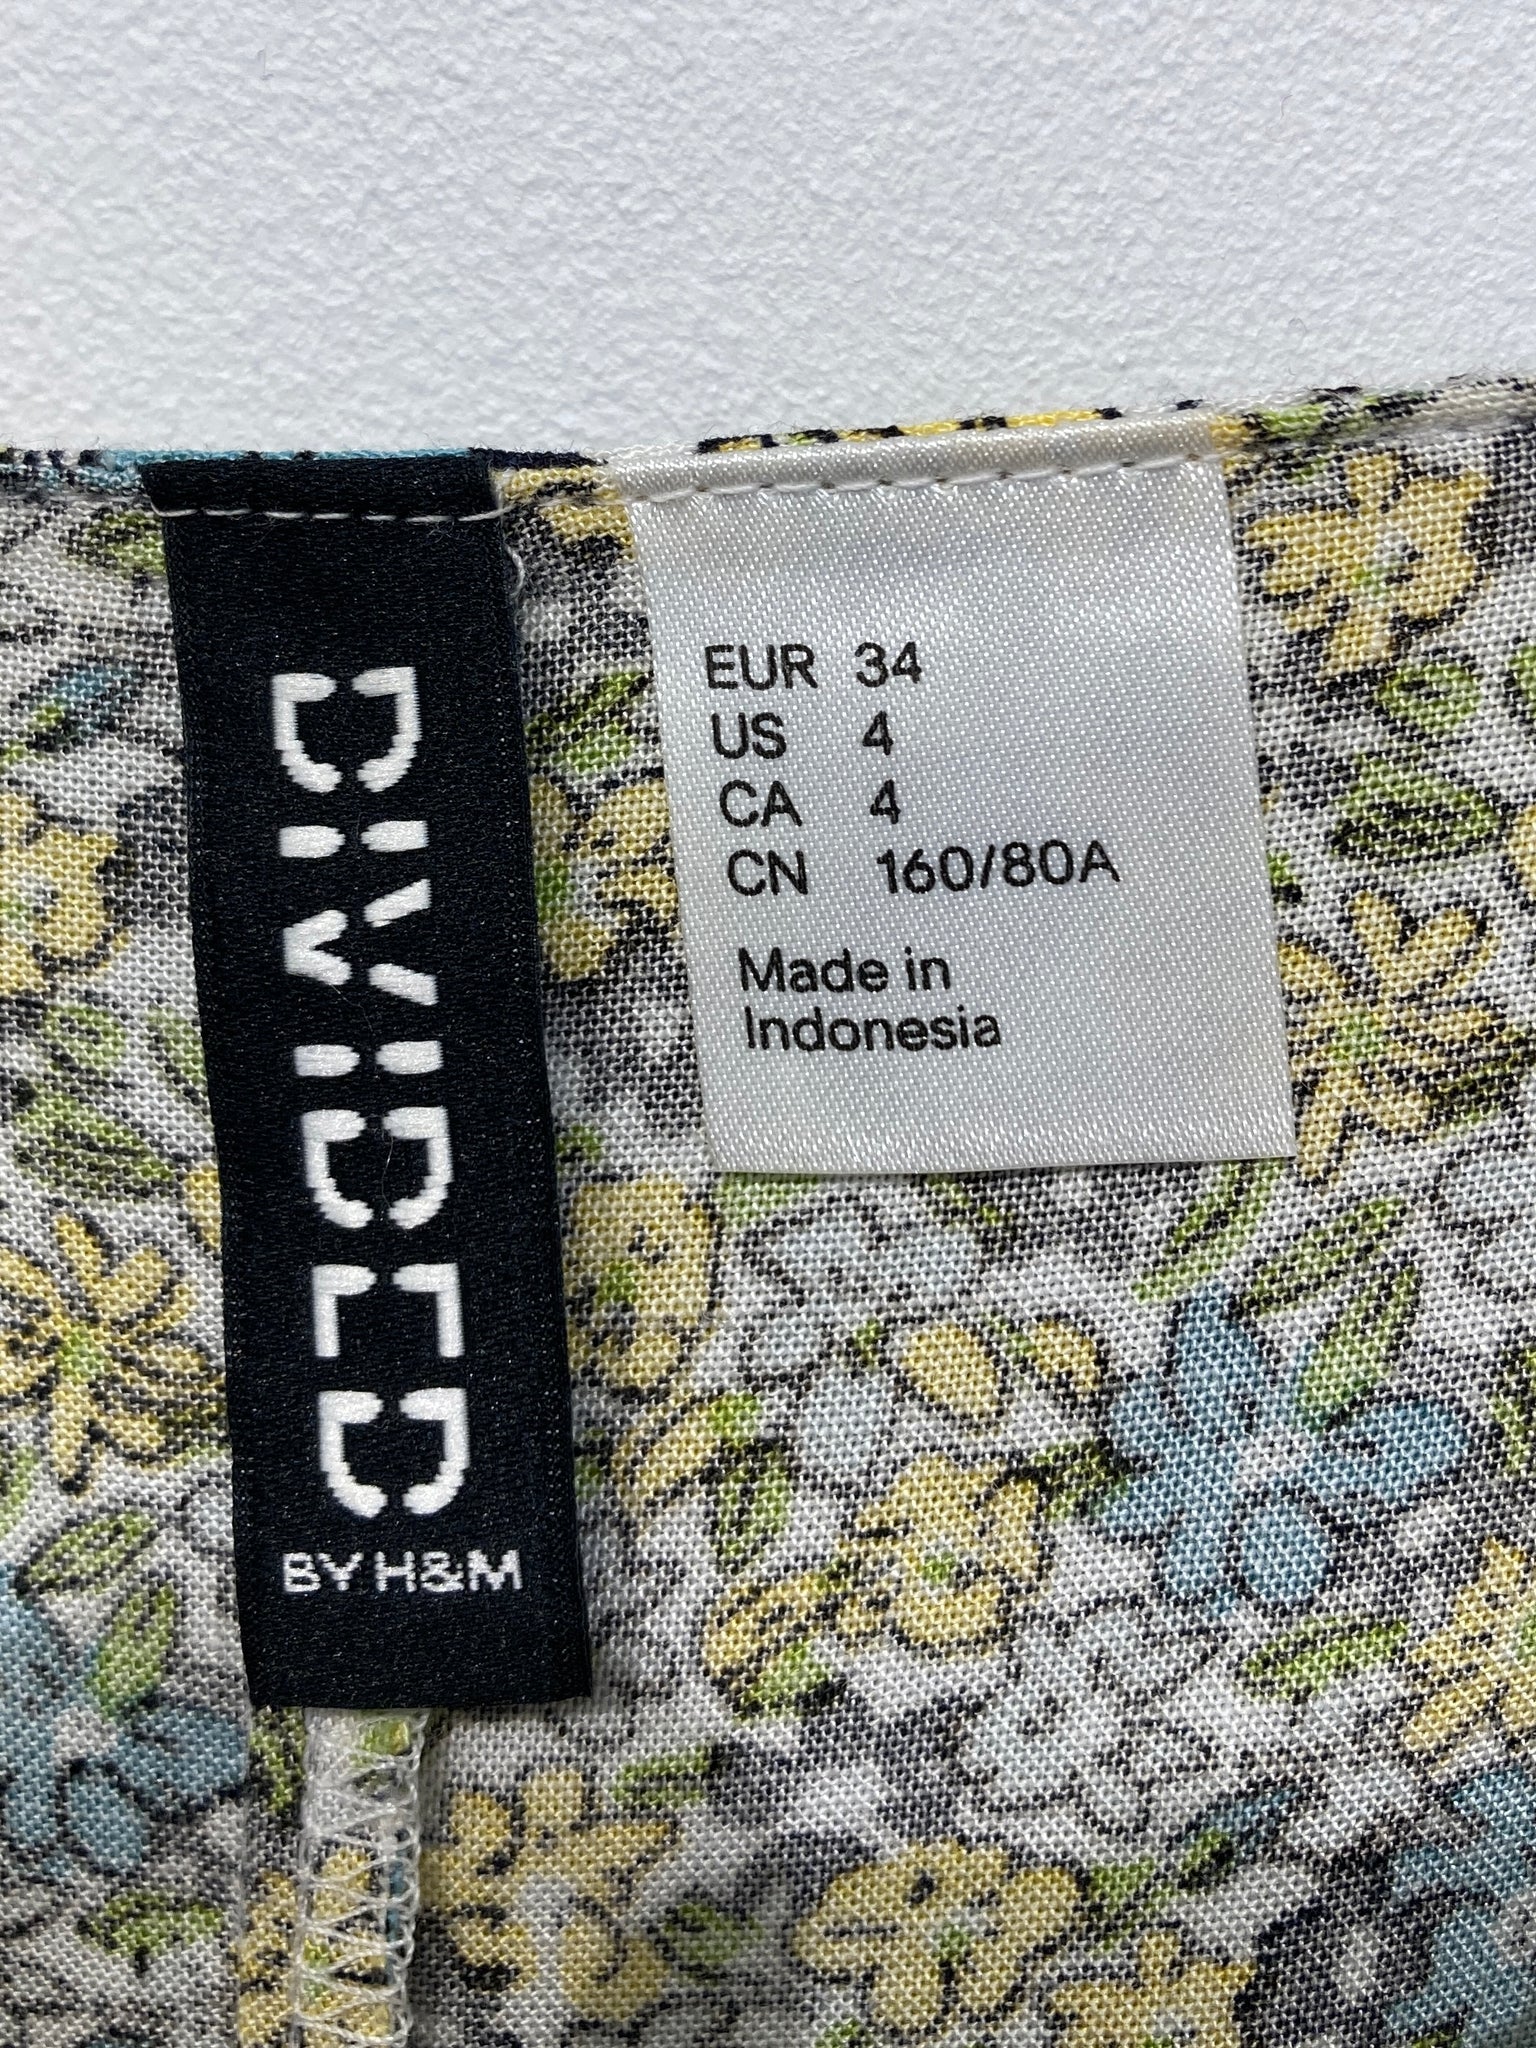 DIVIDED
BY H&M
EUR 34
US 4
CA 4
CN 160/80A
Made in
Indonesia